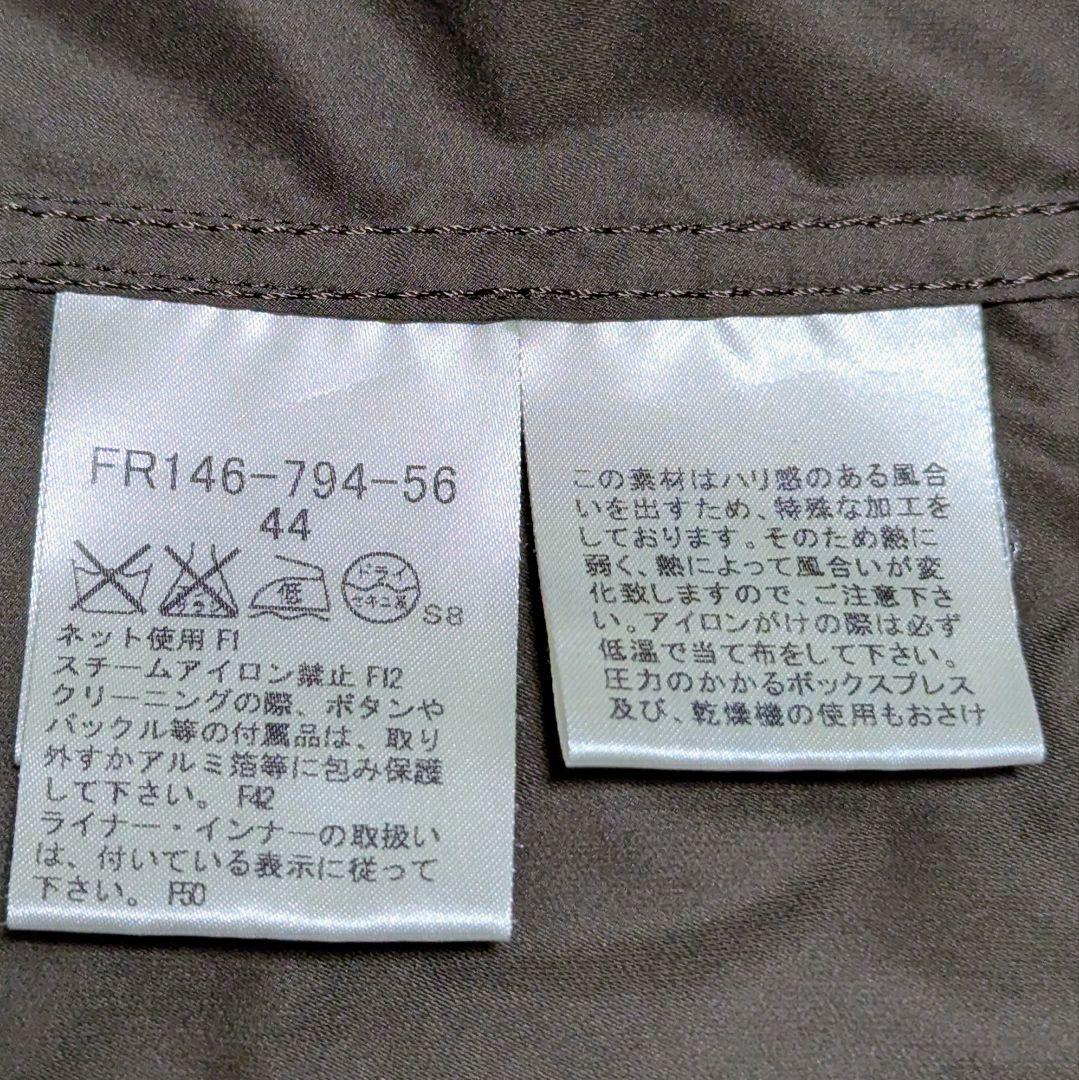 FR146-794-56
44
エンソ
低
ドライ
セキユ系
S8
ネット使用 F1
スチームアイロン禁止 F12
クリーニングの際、ボタンや
バックル等の付属品は、取り
外すかアルミ箔等に包み保護
して下さい。 F42
ライナー・インナーの取扱い
は、付いている表示に従って
下さい。 F50
この素材はハリ感のある風合
いを出すため、特殊な加工を
しております。そのため熱に
弱く、熱によって風合いが変
化致しますので、ご注意下さ
い。アイロンがけの際は必ず
低温で当て布をして下さい。
圧力のかかるボックスプレス
及び、乾燥機の使用もおさけ